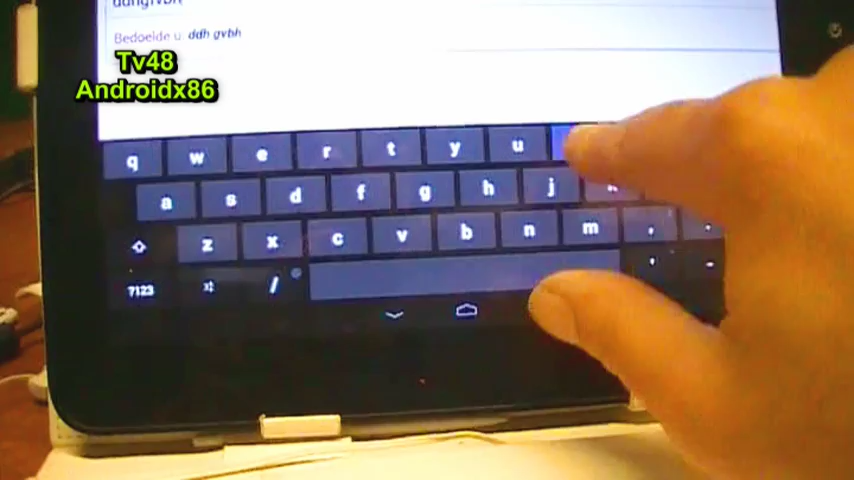 Bedoelde u: ddh gvbh
Tv48
Androidx86
q w e r t y u
a s d f g h j
z x c v b n m ,
?123 /